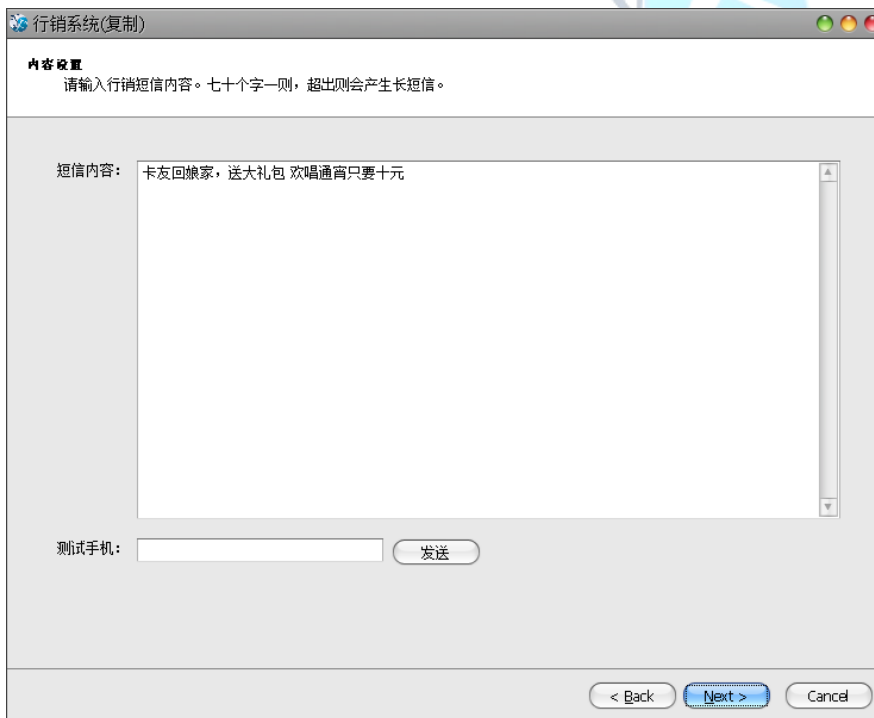 行销系统(复制)
内容设置
请输入行销短信内容。七十个字一则，超出则会产生长短信。
短信内容：
卡友回娘家，送大礼包 欢唱通宵只要十元
测试手机：
发送
< Back
Next >
Cancel